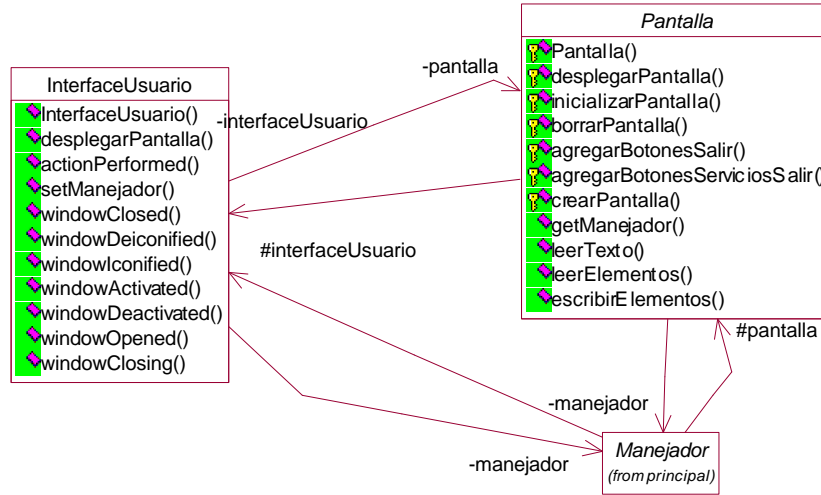 InterfaceUsuario
InterfaceUsuario()
desplegarPantalla()
actionPerformed()
setManejador()
windowClosed()
windowDeiconified()
windowIconified()
windowActivated()
windowDeactivated()
windowOpened()
windowClosing()
-pantalla
-interfaceUsuario
#interfaceUsuario
Pantalla
Pantalla()
desplegarPantalla()
inicializarPantalla()
borrarPantalla()
agregarBotonesSalir()
agregarBotonesServiciosSalir()
crearPantalla()
getManejador()
leerTexto()
leerElementos()
escribirElementos()
#pantalla
-manejador
-manejador
Manejador
(from principal)